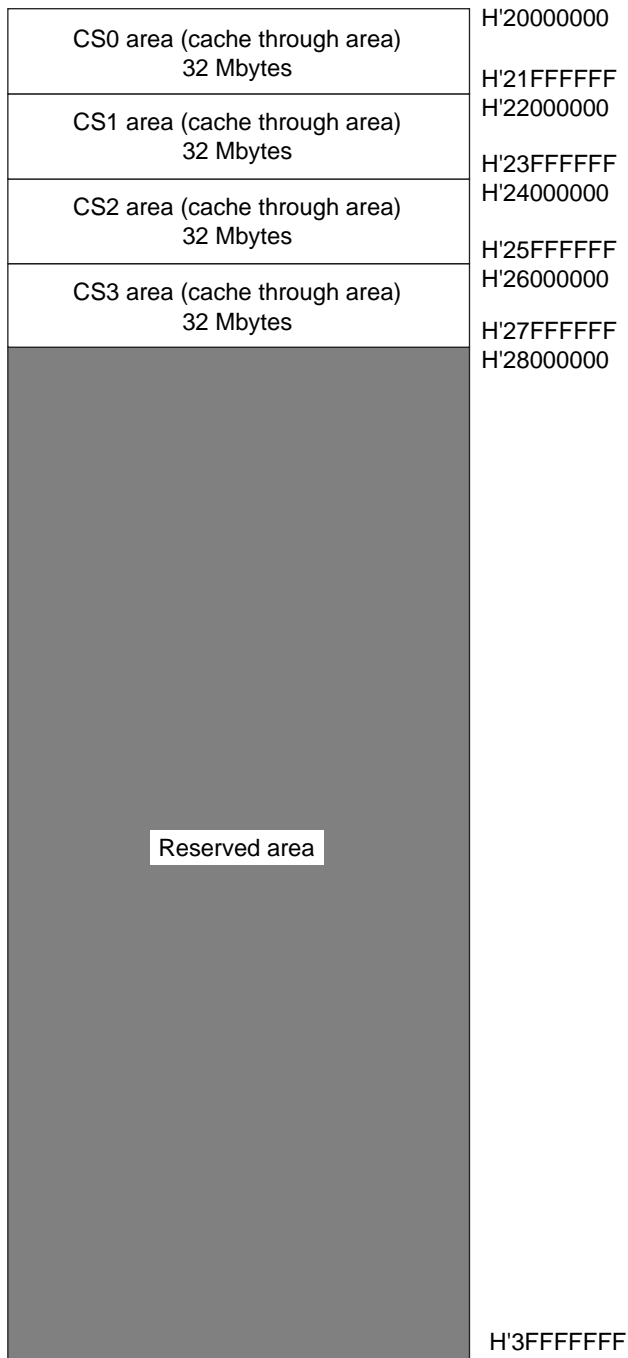 H'20000000
CS0 area (cache through area)
32 Mbytes
H'21FFFFFF
H'22000000
CS1 area (cache through area)
32 Mbytes
H'23FFFFFF
H'24000000
CS2 area (cache through area)
32 Mbytes
H'25FFFFFF
H'26000000
CS3 area (cache through area)
32 Mbytes
H'27FFFFFF
H'28000000
Reserved area
H'3FFFFFFF